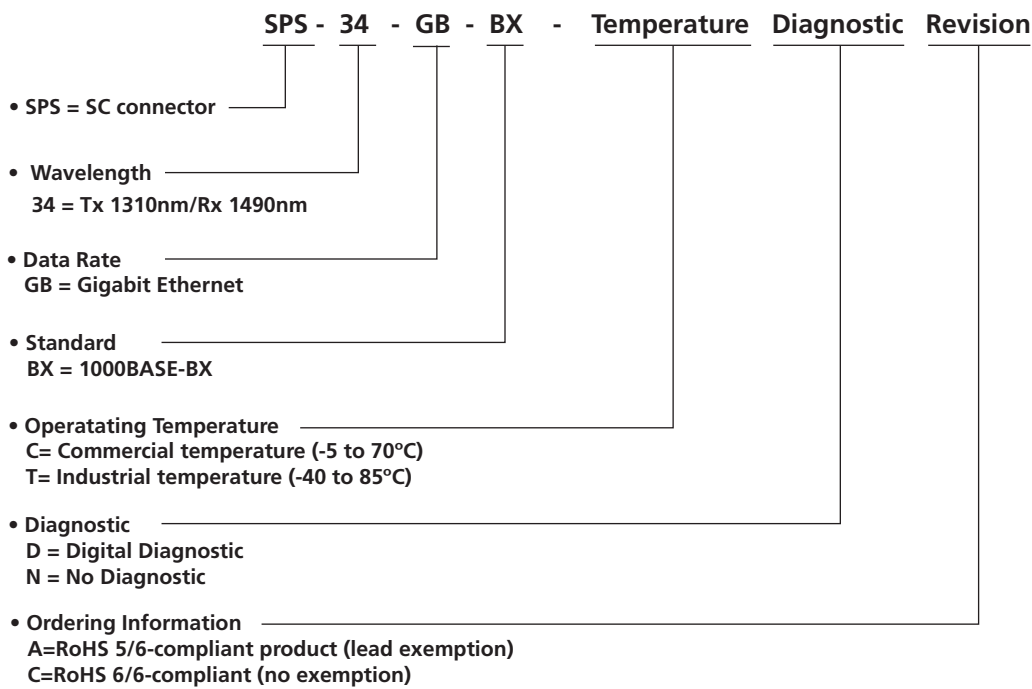 SPS - 34 - GB - BX - Temperature Diagnostic Revision
• SPS = SC connector
• Wavelength
34 = Tx 1310nm/Rx 1490nm
• Data Rate
GB = Gigabit Ethernet
• Standard
BX = 1000BASE-BX
• Operatating Temperature
C= Commercial temperature (-5 to 70ºC)
T= Industrial temperature (-40 to 85ºC)
• Diagnostic
D = Digital Diagnostic
N = No Diagnostic
• Ordering Information
A=RoHS 5/6-compliant product (lead exemption)
C=RoHS 6/6-compliant (no exemption)